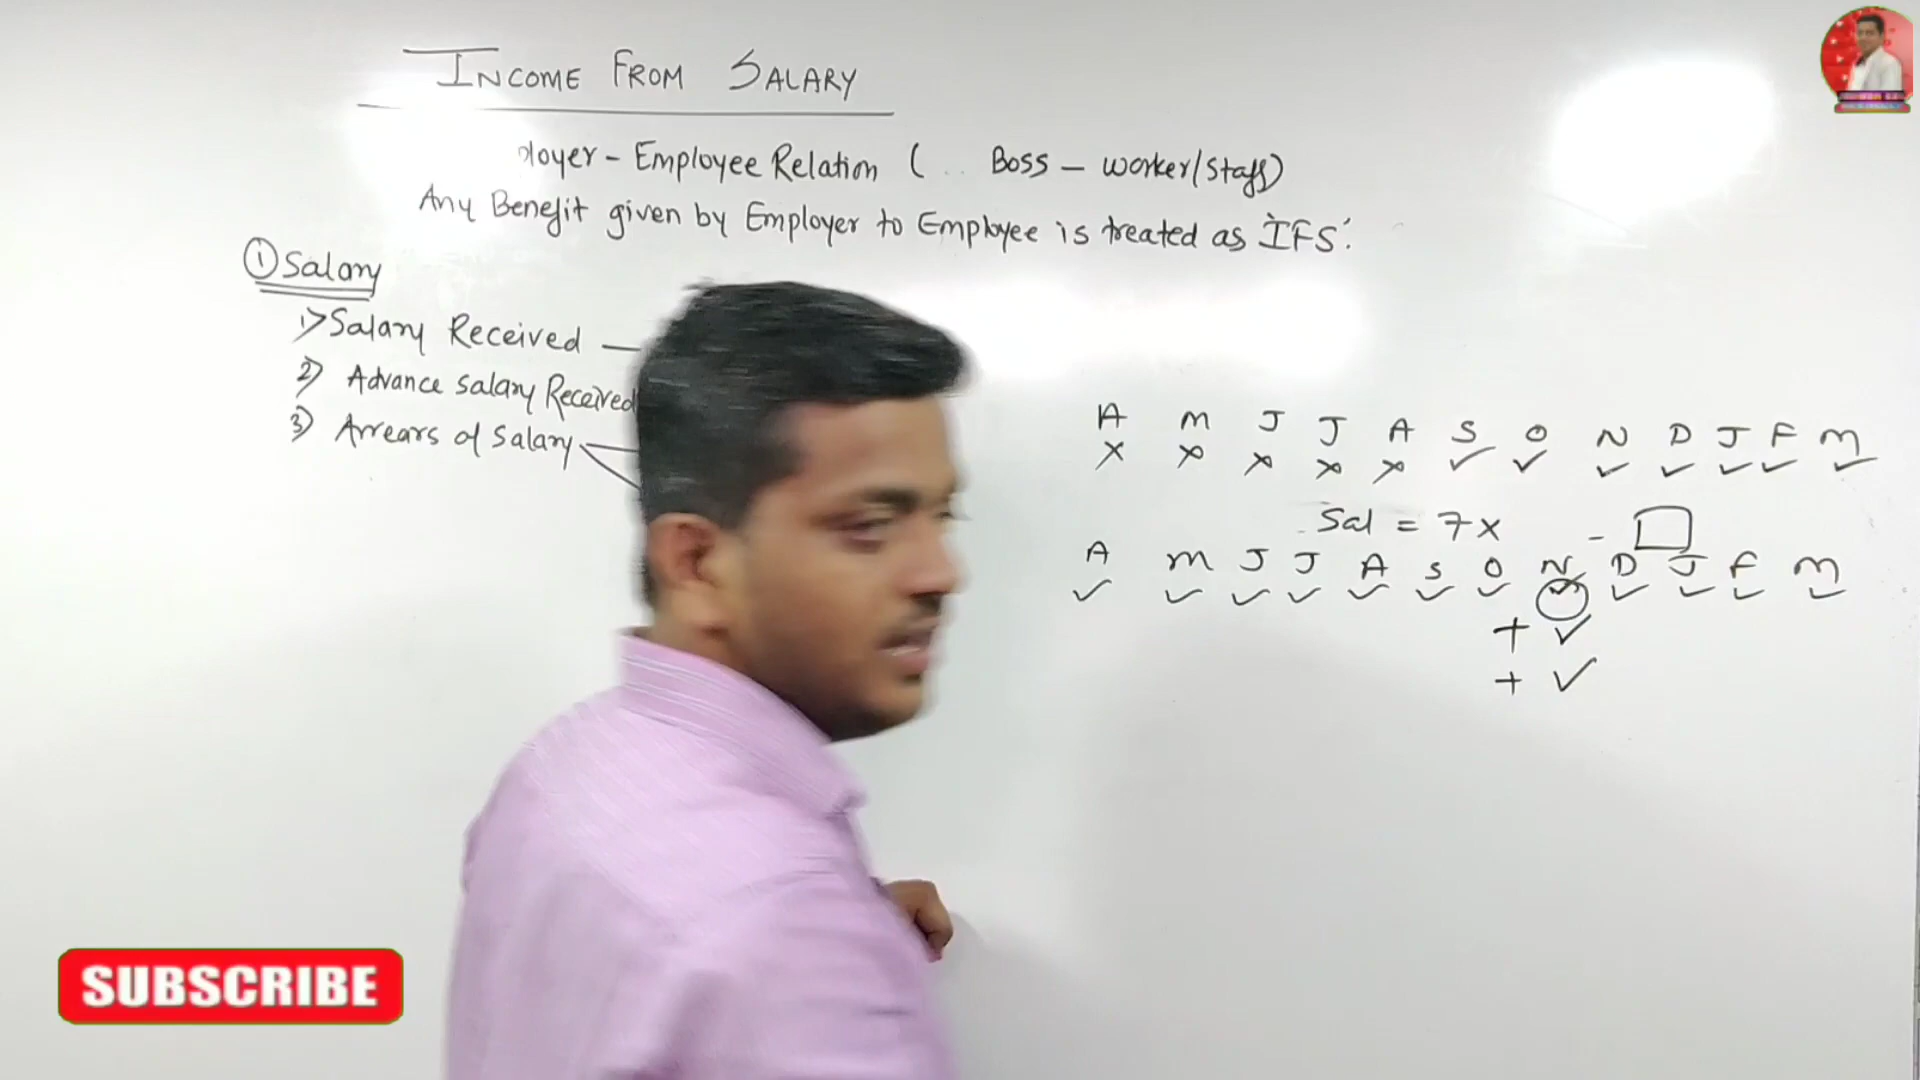 INCOME FROM SALARY
ployer - Employee Relation ( .. Boss - Worker/Staff)
Any Benefit given by Employer to Employee is treated as IFS.
① Salary
1) Salary Received —
2) Advance Salary Received
3) Arrears of Salary
A M J J A S O N D J F M
× × × × × ✓ ✓ ✓ ✓ ✓ ✓ ✓
Sal = 7x - □
A M J J A S O N D J F M
✓ ✓ ✓ ✓ ✓ ✓ ✓ ✓ ✓ ✓ ✓ ✓
+ ✓
+ ✓
SUBSCRIBE